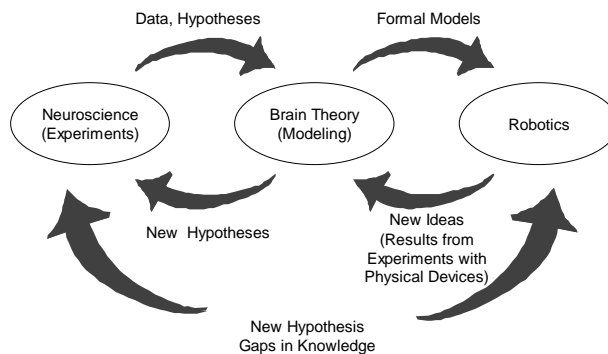 Data, Hypotheses
Formal Models
Neuroscience
(Experiments)
Brain Theory
(Modeling)
Robotics
New Hypotheses
New Ideas
(Results from
Experiments with
Physical Devices)
New Hypothesis
Gaps in Knowledge